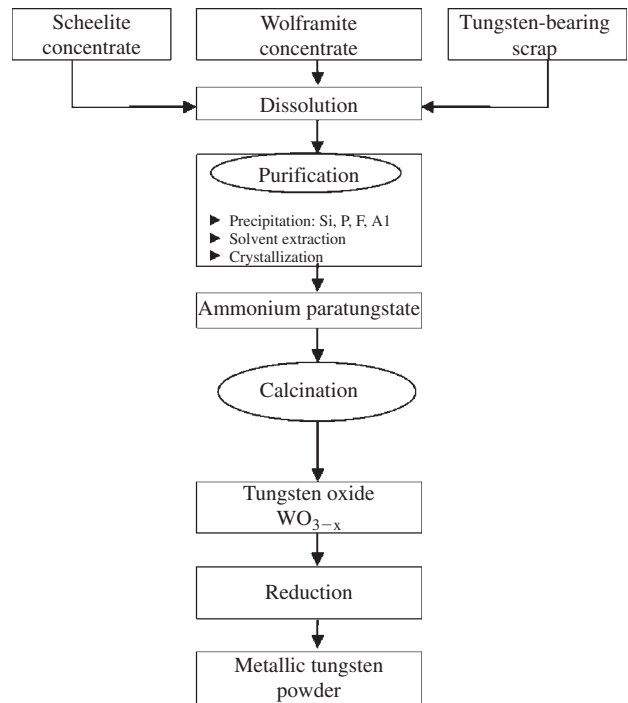 Scheelite
concentrate
Wolframite
concentrate
Tungsten-bearing
scrap
Dissolution
Purification
Precipitation: Si, P, F, A1
Solvent extraction
Crystallization
Ammonium paratungstate
Calcination
Tungsten oxide
WO₃₋ₓ
Reduction
Metallic tungsten
powder